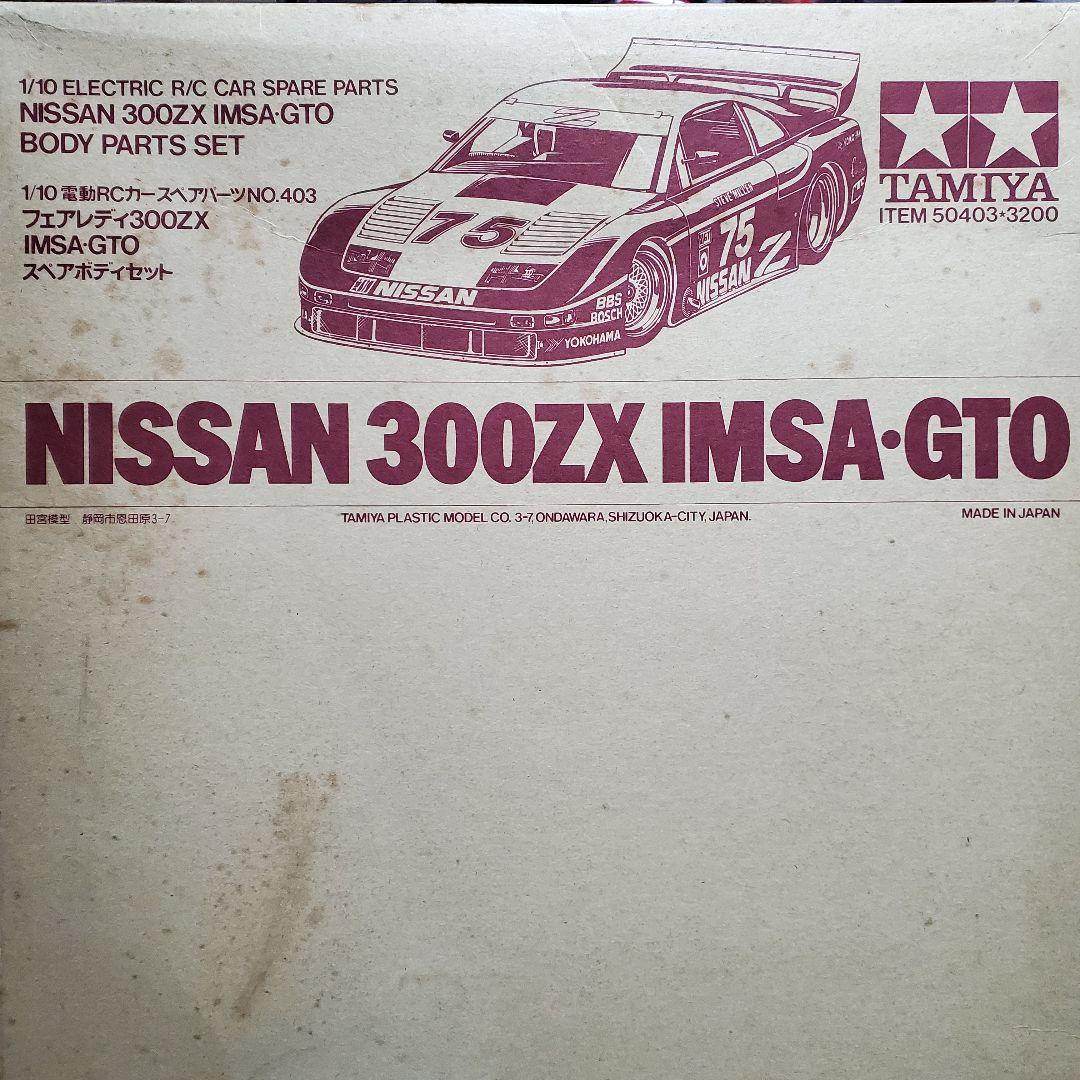 1/10 ELECTRIC R/C CAR SPARE PARTS
NISSAN 300ZX IMSA·GTO
BODY PARTS SET
1/10 電動RCカースペアパーツNO.403
フェアレディ300ZX
IMSA·GTO
スペアボディセット
TAMIYA
ITEM 50403★3200
75
NISSAN
STEVE MILLEN
75
Z
NISSAN
BBS
BOSCH
YOKOHAMA
NISSAN 300ZX IMSA·GTO
田宮模型 静岡市恩田原3-7
TAMIYA PLASTIC MODEL CO. 3-7, ONDAWARA, SHIZUOKA-CITY, JAPAN.
MADE IN JAPAN